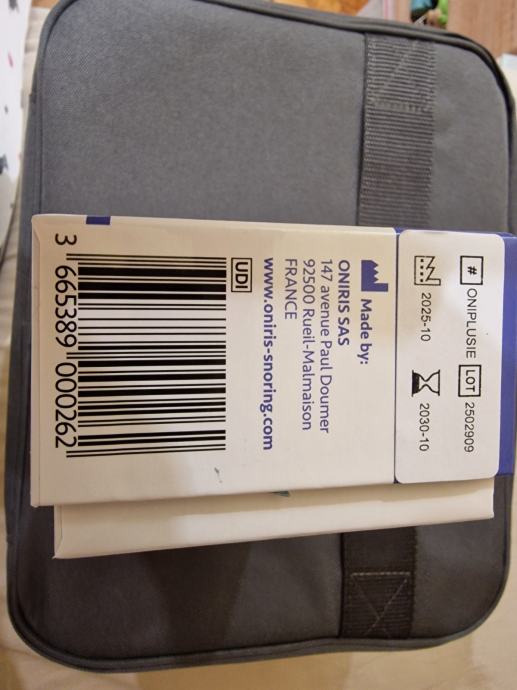 # ONIPLUSIE LOT 2502909
2025-10 2030-10
Made by:
ONIRIS SAS
147 avenue Paul Doumer
92500 Rueil-Malmaison
FRANCE
www.oniris-snoring.com
UDI
3 665389 000262